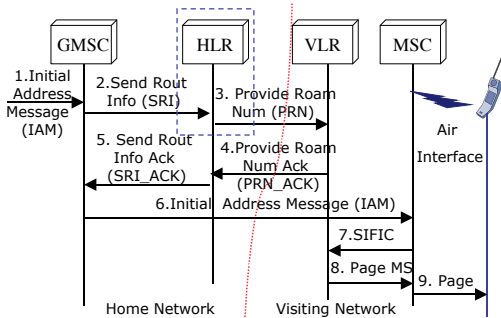 GMSC
HLR
VLR
MSC
1.Initial
Address
Message
(IAM)
2.Send Rout
Info (SRI)
3. Provide Roam
Num (PRN)
Air
Interface
5. Send Rout
Info Ack
(SRI_ACK)
4.Provide Roam
Num Ack
(PRN_ACK)
6.Initial Address Message (IAM)
7.SIFIC
8. Page MS
9. Page
Home Network
Visiting Network